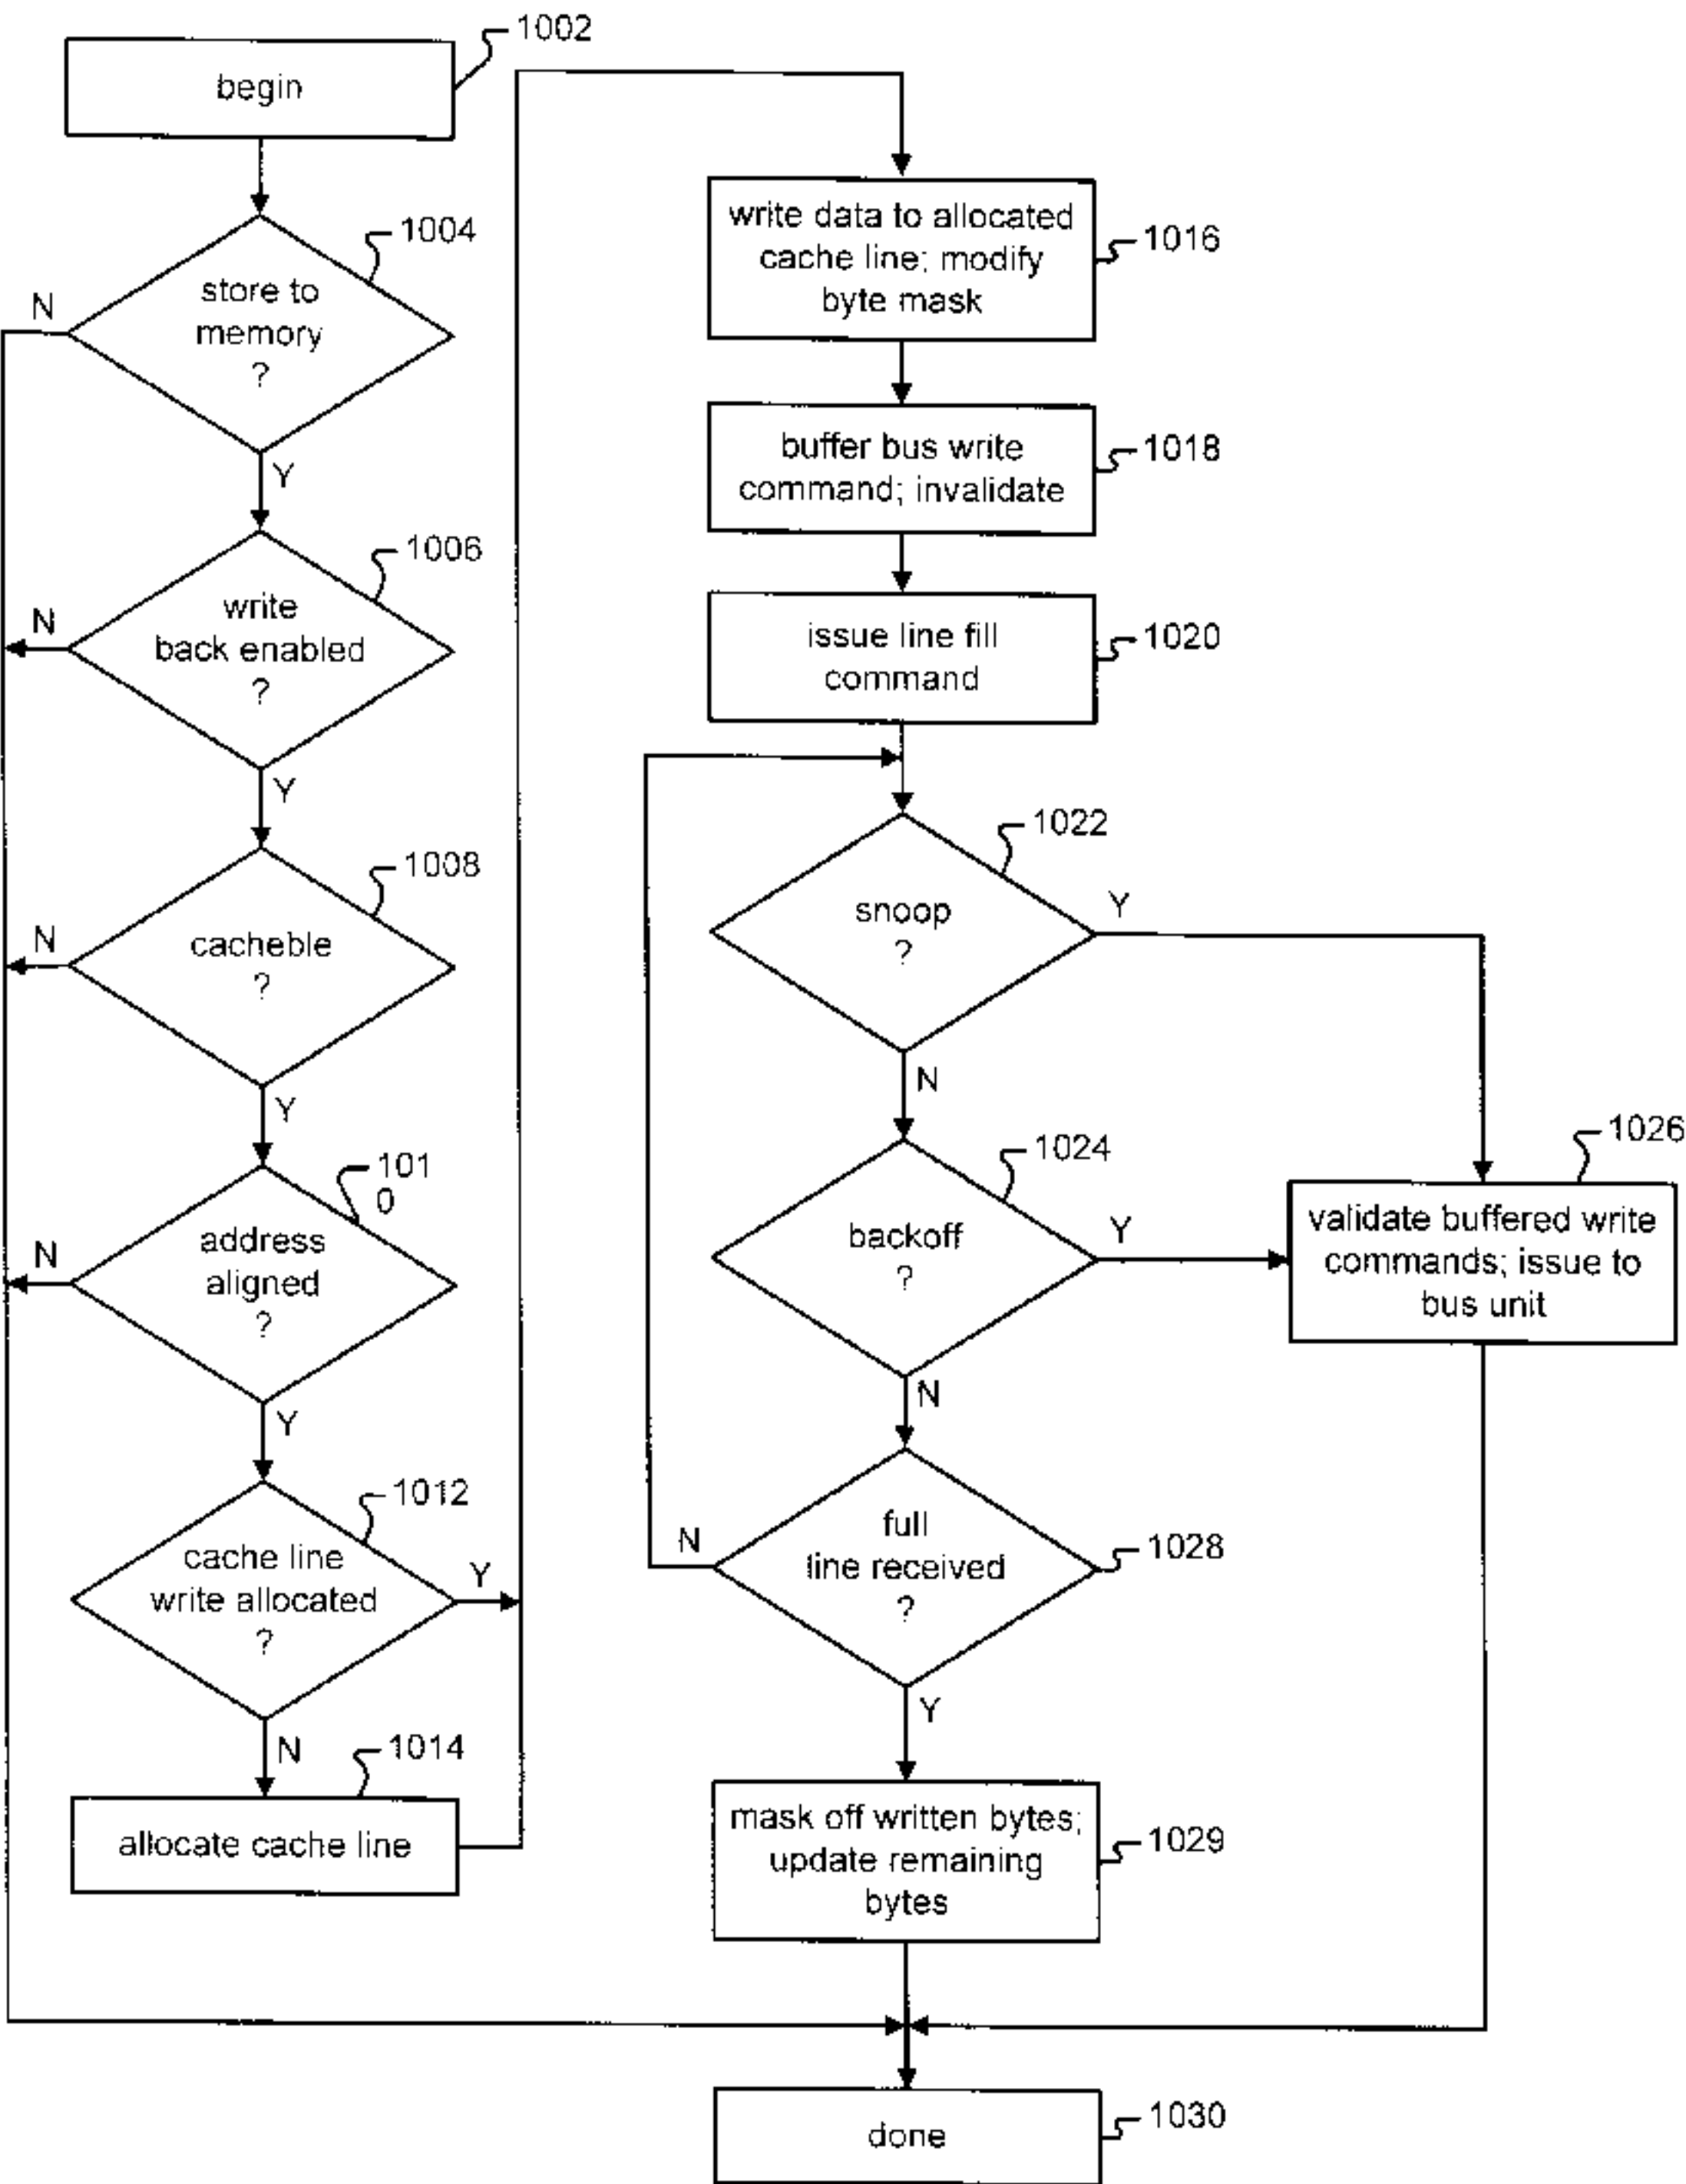 begin
1002
store to
memory
?
1004
N
Y
write
back enabled
?
1006
N
Y
cacheble
?
1008
N
Y
address
aligned
?
101
0
N
Y
cache line
write allocated
?
1012
Y
N
allocate cache line
1014
write data to allocated
cache line; modify
byte mask
1016
buffer bus write
command; invalidate
1018
issue line fill
command
1020
snoop
?
1022
Y
N
backoff
?
1024
Y
N
validate buffered write
commands; issue to
bus unit
1026
full
line received
?
1028
N
Y
mask off written bytes;
update remaining
bytes
1029
done
1030